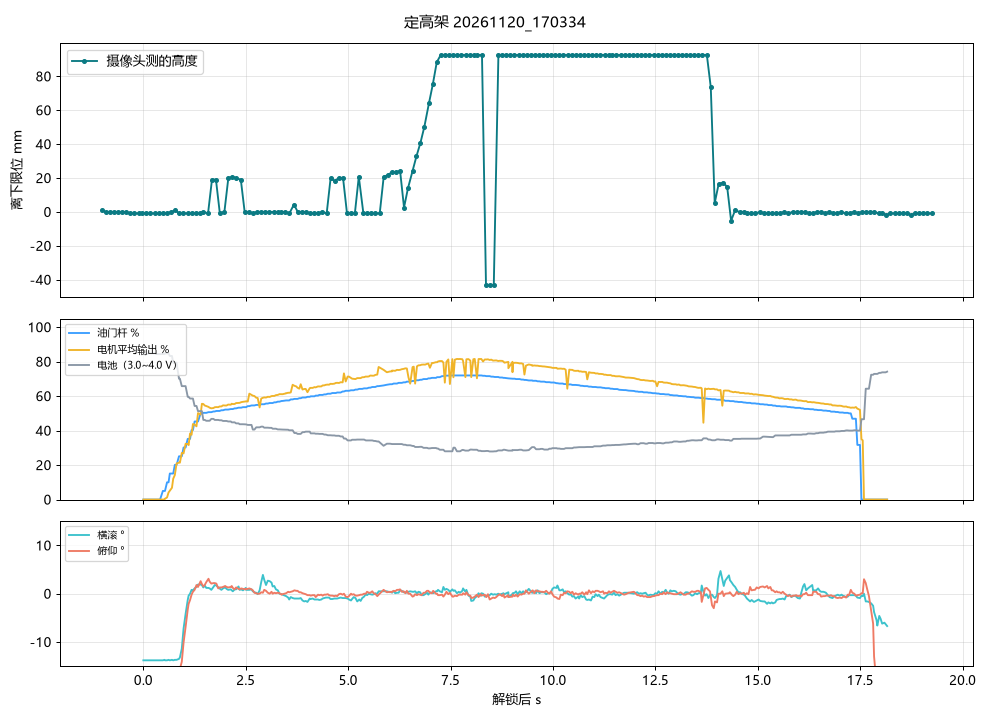 定高架 20261120_170334
摄像头测的高度
离下限位 mm
80
60
40
20
0
-20
-40
油门杆 %
电机平均输出 %
电池（3.0~4.0 V）
100
80
60
40
20
0
横滚 °
俯仰 °
10
0
-10
0.0 2.5 5.0 7.5 10.0 12.5 15.0 17.5 20.0
解锁后 s